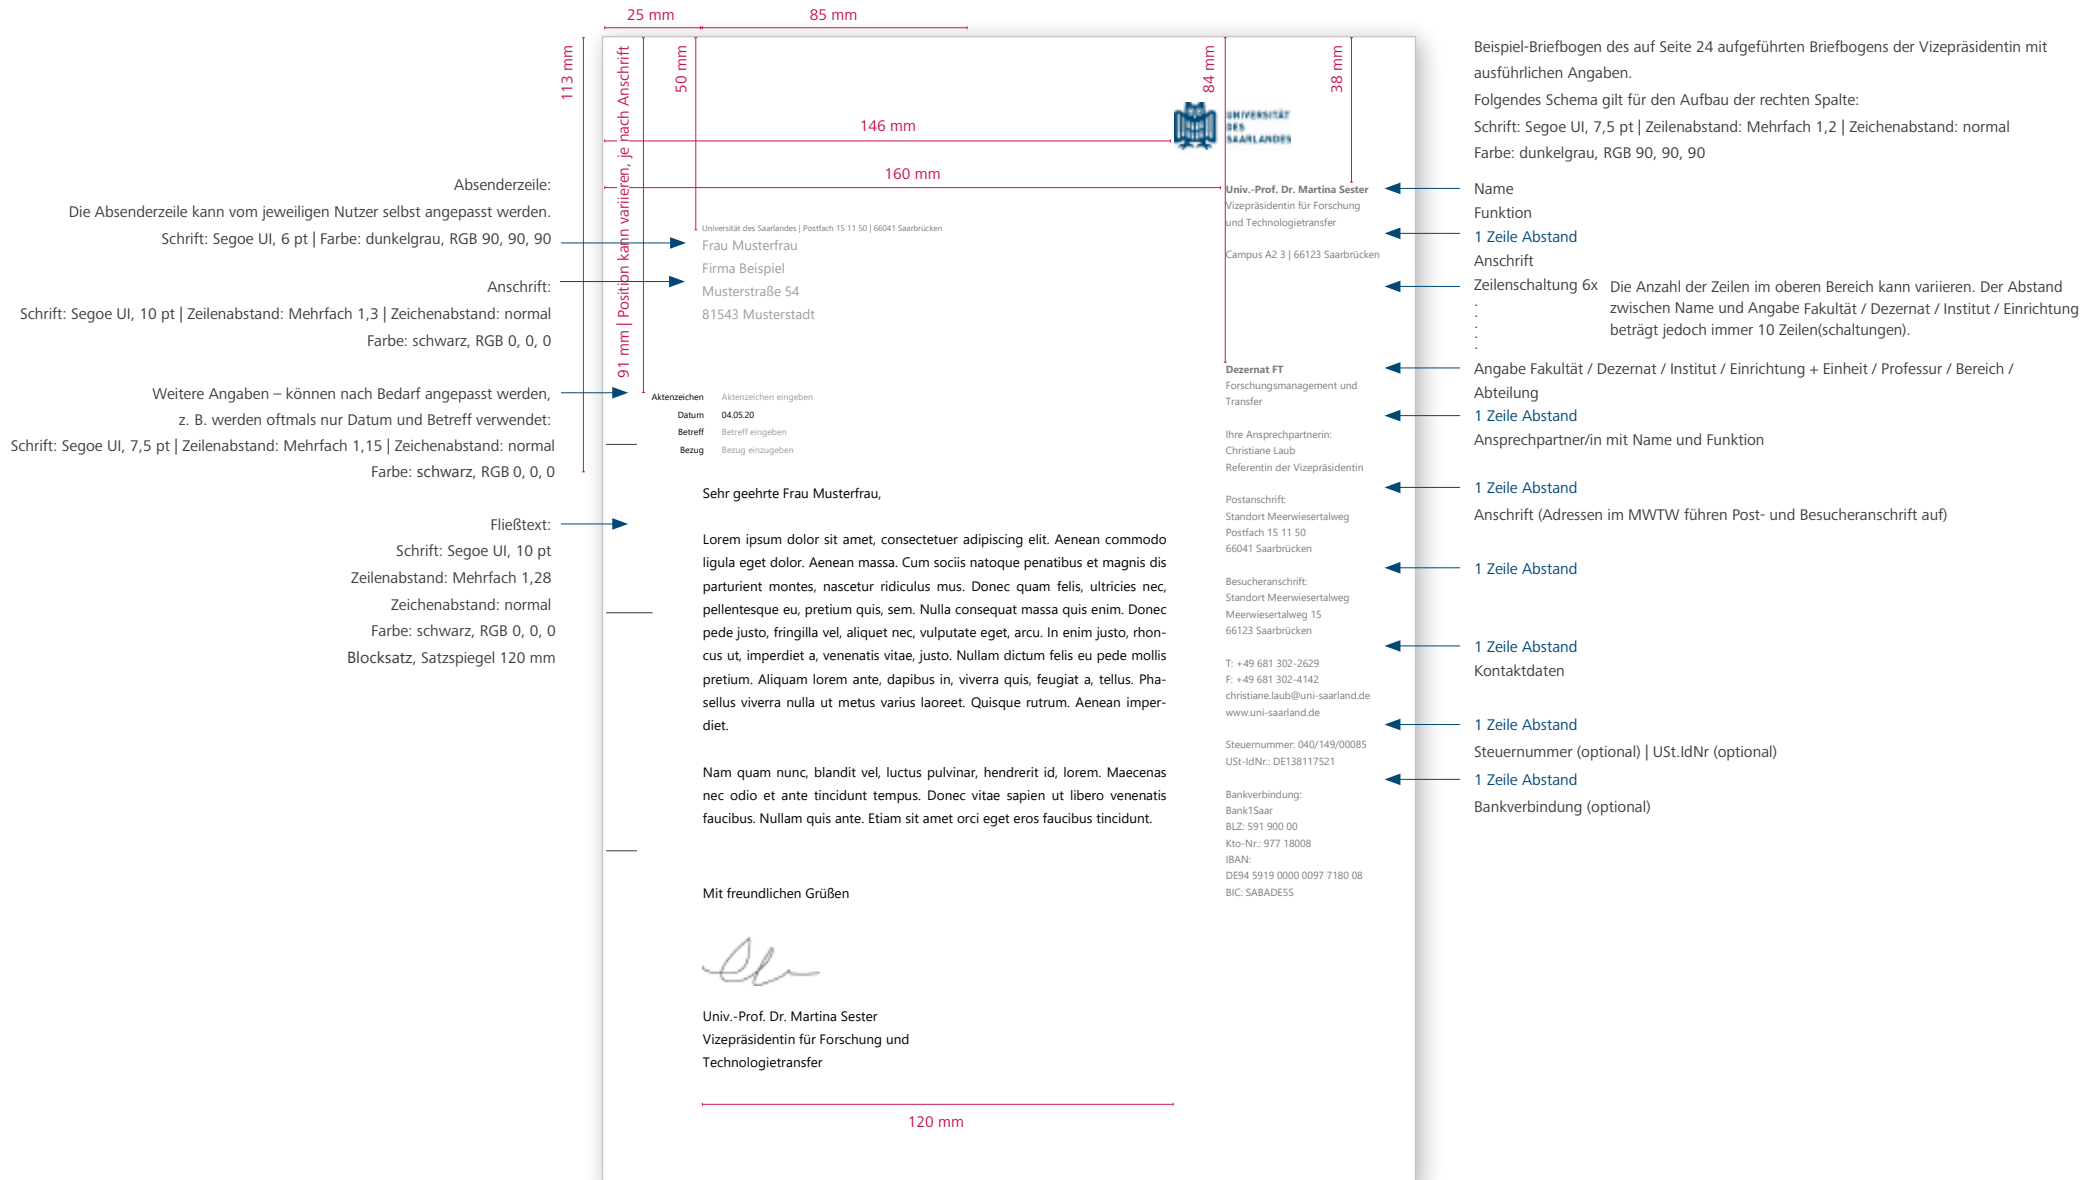 25 mm
85 mm
113 mm
91 mm | Position kann variieren, je nach Anschrift
50 mm
84 mm
38 mm
146 mm
160 mm
UNIVERSITÄT
DES
SAARLANDES
Absenderzeile:
Die Absenderzeile kann vom jeweiligen Nutzer selbst angepasst werden.
Schrift: Segoe UI, 6 pt | Farbe: dunkelgrau, RGB 90, 90, 90
Anschrift:
Schrift: Segoe UI, 10 pt | Zeilenabstand: Mehrfach 1,3 | Zeichenabstand: normal
Farbe: schwarz, RGB 0, 0, 0
Weitere Angaben – können nach Bedarf angepasst werden,
z. B. werden oftmals nur Datum und Betreff verwendet:
Schrift: Segoe UI, 7,5 pt | Zeilenabstand: Mehrfach 1,15 | Zeichenabstand: normal
Farbe: schwarz, RGB 0, 0, 0
Fließtext:
Schrift: Segoe UI, 10 pt
Zeilenabstand: Mehrfach 1,28
Zeichenabstand: normal
Farbe: schwarz, RGB 0, 0, 0
Blocksatz, Satzspiegel 120 mm
Universität des Saarlandes | Postfach 15 11 50 | 66041 Saarbrücken
Frau Musterfrau
Firma Beispiel
Musterstraße 54
81543 Musterstadt
Aktenzeichen Aktenzeichen eingeben
Datum 04.05.20
Betreff Betreff eingeben
Bezug Bezug einzugeben
Sehr geehrte Frau Musterfrau,
Lorem ipsum dolor sit amet, consectetuer adipiscing elit. Aenean commodo
ligula eget dolor. Aenean massa. Cum sociis natoque penatibus et magnis dis
parturient montes, nascetur ridiculus mus. Donec quam felis, ultricies nec,
pellentesque eu, pretium quis, sem. Nulla consequat massa quis enim. Donec
pede justo, fringilla vel, aliquet nec, vulputate eget, arcu. In enim justo, rhon-
cus ut, imperdiet a, venenatis vitae, justo. Nullam dictum felis eu pede mollis
pretium. Aliquam lorem ante, dapibus in, viverra quis, feugiat a, tellus. Pha-
sellus viverra nulla ut metus varius laoreet. Quisque rutrum. Aenean imper-
diet.
Nam quam nunc, blandit vel, luctus pulvinar, hendrerit id, lorem. Maecenas
nec odio et ante tincidunt tempus. Donec vitae sapien ut libero venenatis
faucibus. Nullam quis ante. Etiam sit amet orci eget eros faucibus tincidunt.
Mit freundlichen Grüßen
Univ.-Prof. Dr. Martina Sester
Vizepräsidentin für Forschung und
Technologietransfer
120 mm
Univ.-Prof. Dr. Martina Sester
Vizepräsidentin für Forschung
und Technologietransfer
Campus A2 3 | 66123 Saarbrücken
Dezernat FT
Forschungsmanagement und
Transfer
Ihre Ansprechpartnerin:
Christiane Laub
Referentin der Vizepräsidentin
Postanschrift:
Standort Meerwiesertalweg
Postfach 15 11 50
66041 Saarbrücken
Besucheranschrift:
Standort Meerwiesertalweg
Meerwiesertalweg 15
66123 Saarbrücken
T: +49 681 302-2629
F: +49 681 302-4142
christiane.laub@uni-saarland.de
www.uni-saarland.de
Steuernummer: 040/149/00085
USt-IdNr.: DE138117521
Bankverbindung:
Bank1Saar
BLZ: 591 900 00
Kto-Nr.: 977 18008
IBAN:
DE94 5919 0000 0097 7180 08
BIC: SABADE5S
Beispiel-Briefbogen des auf Seite 24 aufgeführten Briefbogens der Vizepräsidentin mit
ausführlichen Angaben.
Folgendes Schema gilt für den Aufbau der rechten Spalte:
Schrift: Segoe UI, 7,5 pt | Zeilenabstand: Mehrfach 1,2 | Zeichenabstand: normal
Farbe: dunkelgrau, RGB 90, 90, 90
Name
Funktion
1 Zeile Abstand
Anschrift
Zeilenschaltung 6x
.
.
.
.
.
Die Anzahl der Zeilen im oberen Bereich kann variieren. Der Abstand
zwischen Name und Angabe Fakultät / Dezernat / Institut / Einrichtung
beträgt jedoch immer 10 Zeilen(schaltungen).
Angabe Fakultät / Dezernat / Institut / Einrichtung + Einheit / Professur / Bereich /
Abteilung
1 Zeile Abstand
Ansprechpartner/in mit Name und Funktion
1 Zeile Abstand
Anschrift (Adressen im MWTW führen Post- und Besucheranschrift auf)
1 Zeile Abstand
1 Zeile Abstand
Kontaktdaten
1 Zeile Abstand
Steuernummer (optional) | USt.IdNr (optional)
1 Zeile Abstand
Bankverbindung (optional)